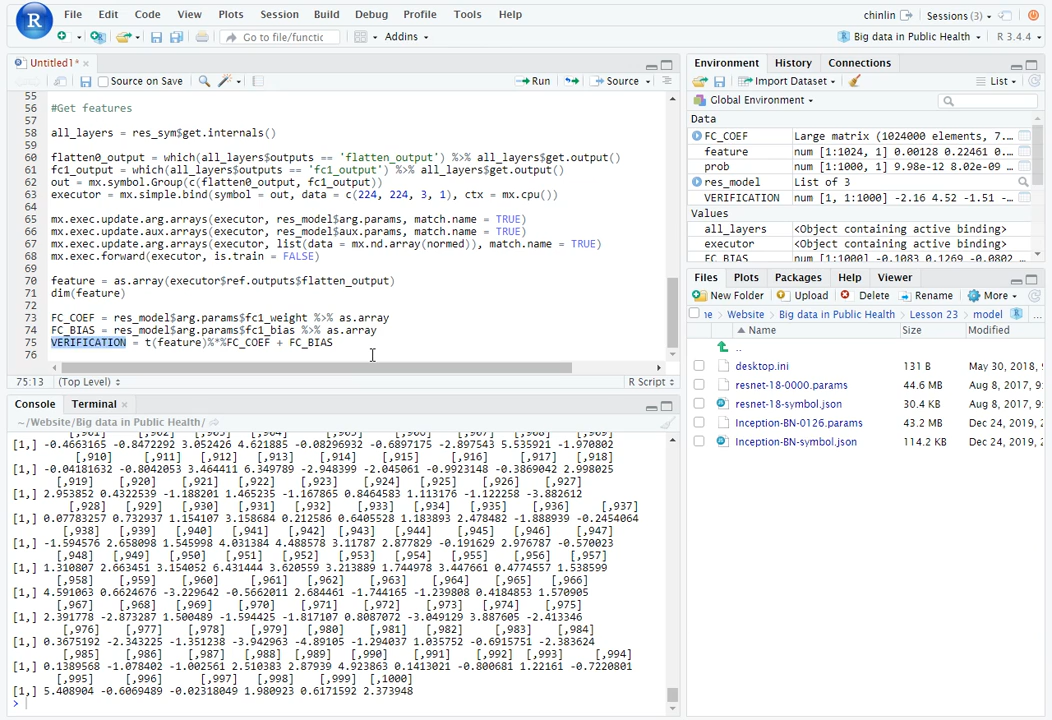 File Edit Code View Plots Session Build Debug Profile Tools Help
chinlin Sessions (3)
Go to file/functic Addins
Big data in Public Health R 3.4.4
Untitled1*
Source on Save Run Source
55
56 #Get features
57
58 all_layers = res_sym$get.internals()
59
60 flatten0_output = which(all_layers$outputs == 'flatten_output') %>% all_layers$get.output()
61 fc1_output = which(all_layers$outputs == 'fc1_output') %>% all_layers$get.output()
62 out = mx.symbol.Group(c(flatten0_output, fc1_output))
63 executor = mx.simple.bind(symbol = out, data = c(224, 224, 3, 1), ctx = mx.cpu())
64
65 mx.exec.update.arg.arrays(executor, res_model$arg.params, match.name = TRUE)
66 mx.exec.update.aux.arrays(executor, res_model$aux.params, match.name = TRUE)
67 mx.exec.update.arg.arrays(executor, list(data = mx.nd.array(normed)), match.name = TRUE)
68 mx.exec.forward(executor, is.train = FALSE)
69
70 feature = as.array(executor$ref.outputs$flatten_output)
71 dim(feature)
72
73 FC_COEF = res_model$arg.params$fc1_weight %>% as.array
74 FC_BIAS = res_model$arg.params$fc1_bias %>% as.array
75 VERIFICATION = t(feature)%*%FC_COEF + FC_BIAS
76
75:13 (Top Level) R Script
Console Terminal
~/Website/Big data in Public Health/
[,901] [,902] [,903] [,904] [,905] [,906] [,907] [,908] [,909]
[1,] -0.4663165 -0.8472292 3.052426 4.621885 -0.08296932 -0.6897175 -2.897543 5.535921 -1.970802
[,910] [,911] [,912] [,913] [,914] [,915] [,916] [,917] [,918]
[1,] -0.04181632 -0.8042053 3.464411 6.349789 -2.948399 -2.045061 -0.9923148 -0.3869042 2.998025
[,919] [,920] [,921] [,922] [,923] [,924] [,925] [,926] [,927]
[1,] 2.953852 0.4322539 -1.188201 1.465235 -1.167865 0.8464583 1.113176 -1.122258 -3.882612
[,928] [,929] [,930] [,931] [,932] [,933] [,934] [,935] [,936] [,937]
[1,] 0.07783257 0.732937 1.154107 3.158684 0.212586 0.6405528 1.183893 2.478482 -1.888939 -0.2454064
[,938] [,939] [,940] [,941] [,942] [,943] [,944] [,945] [,946] [,947]
[1,] -1.594576 2.658098 1.545998 4.031384 4.488578 3.11787 2.877829 -0.191629 2.976787 -0.570023
[,948] [,949] [,950] [,951] [,952] [,953] [,954] [,955] [,956] [,957]
[1,] 1.310807 2.663451 3.154052 6.431444 3.620559 3.213889 1.744978 3.447661 0.4774557 1.538599
[,958] [,959] [,960] [,961] [,962] [,963] [,964] [,965] [,966]
[1,] 4.591063 0.6624676 -3.229642 -0.5662011 2.684461 -1.744165 -1.239808 0.4184853 1.570905
[,967] [,968] [,969] [,970] [,971] [,972] [,973] [,974] [,975]
[1,] 2.391778 -2.873287 1.500489 -1.594425 -1.817107 0.8087072 -3.049129 3.887605 -2.413346
[,976] [,977] [,978] [,979] [,980] [,981] [,982] [,983] [,984]
[1,] 0.3675192 -2.343225 -1.351238 -3.942963 -4.89105 -1.294037 1.035752 -0.6915751 -2.383624
[,985] [,986] [,987] [,988] [,989] [,990] [,991] [,992] [,993] [,994]
[1,] 0.1389568 -1.078402 -1.002561 2.510383 2.87939 4.923863 0.1413021 -0.800681 1.22161 -0.7220801
[,995] [,996] [,997] [,998] [,999] [,1000]
[1,] 5.408904 -0.6069489 -0.02318049 1.980923 0.6171592 2.373948
>
Environment History Connections
Import Dataset List
Global Environment
Data
FC_COEF Large matrix (1024000 elements, 7.…
feature num [1:1024, 1] 0.00128 0.22461 0.…
prob num [1:1000, 1] 9.98e-12 8.02e-09 …
res_model List of 3
VERIFICATION num [1, 1:1000] -2.16 4.52 -1.51 -…
Values
all_layers <Object containing active binding>
executor <Object containing active binding>
FC_BIAS num [1:1000] -0.1083 0.1269 -0.0802 …
Files Plots Packages Help Viewer
New Folder Upload Delete Rename More
me Website Big data in Public Health Lesson 23 model ...
Name Size Modified
..
desktop.ini 131 B May 30, 2018,
resnet-18-0000.params 44.6 MB Aug 8, 2017, 9:
resnet-18-symbol.json 30.4 KB Aug 8, 2017, 9:
Inception-BN-0126.params 43.2 MB Dec 24, 2019, 2
Inception-BN-symbol.json 114.2 KB Dec 24, 2019, 2